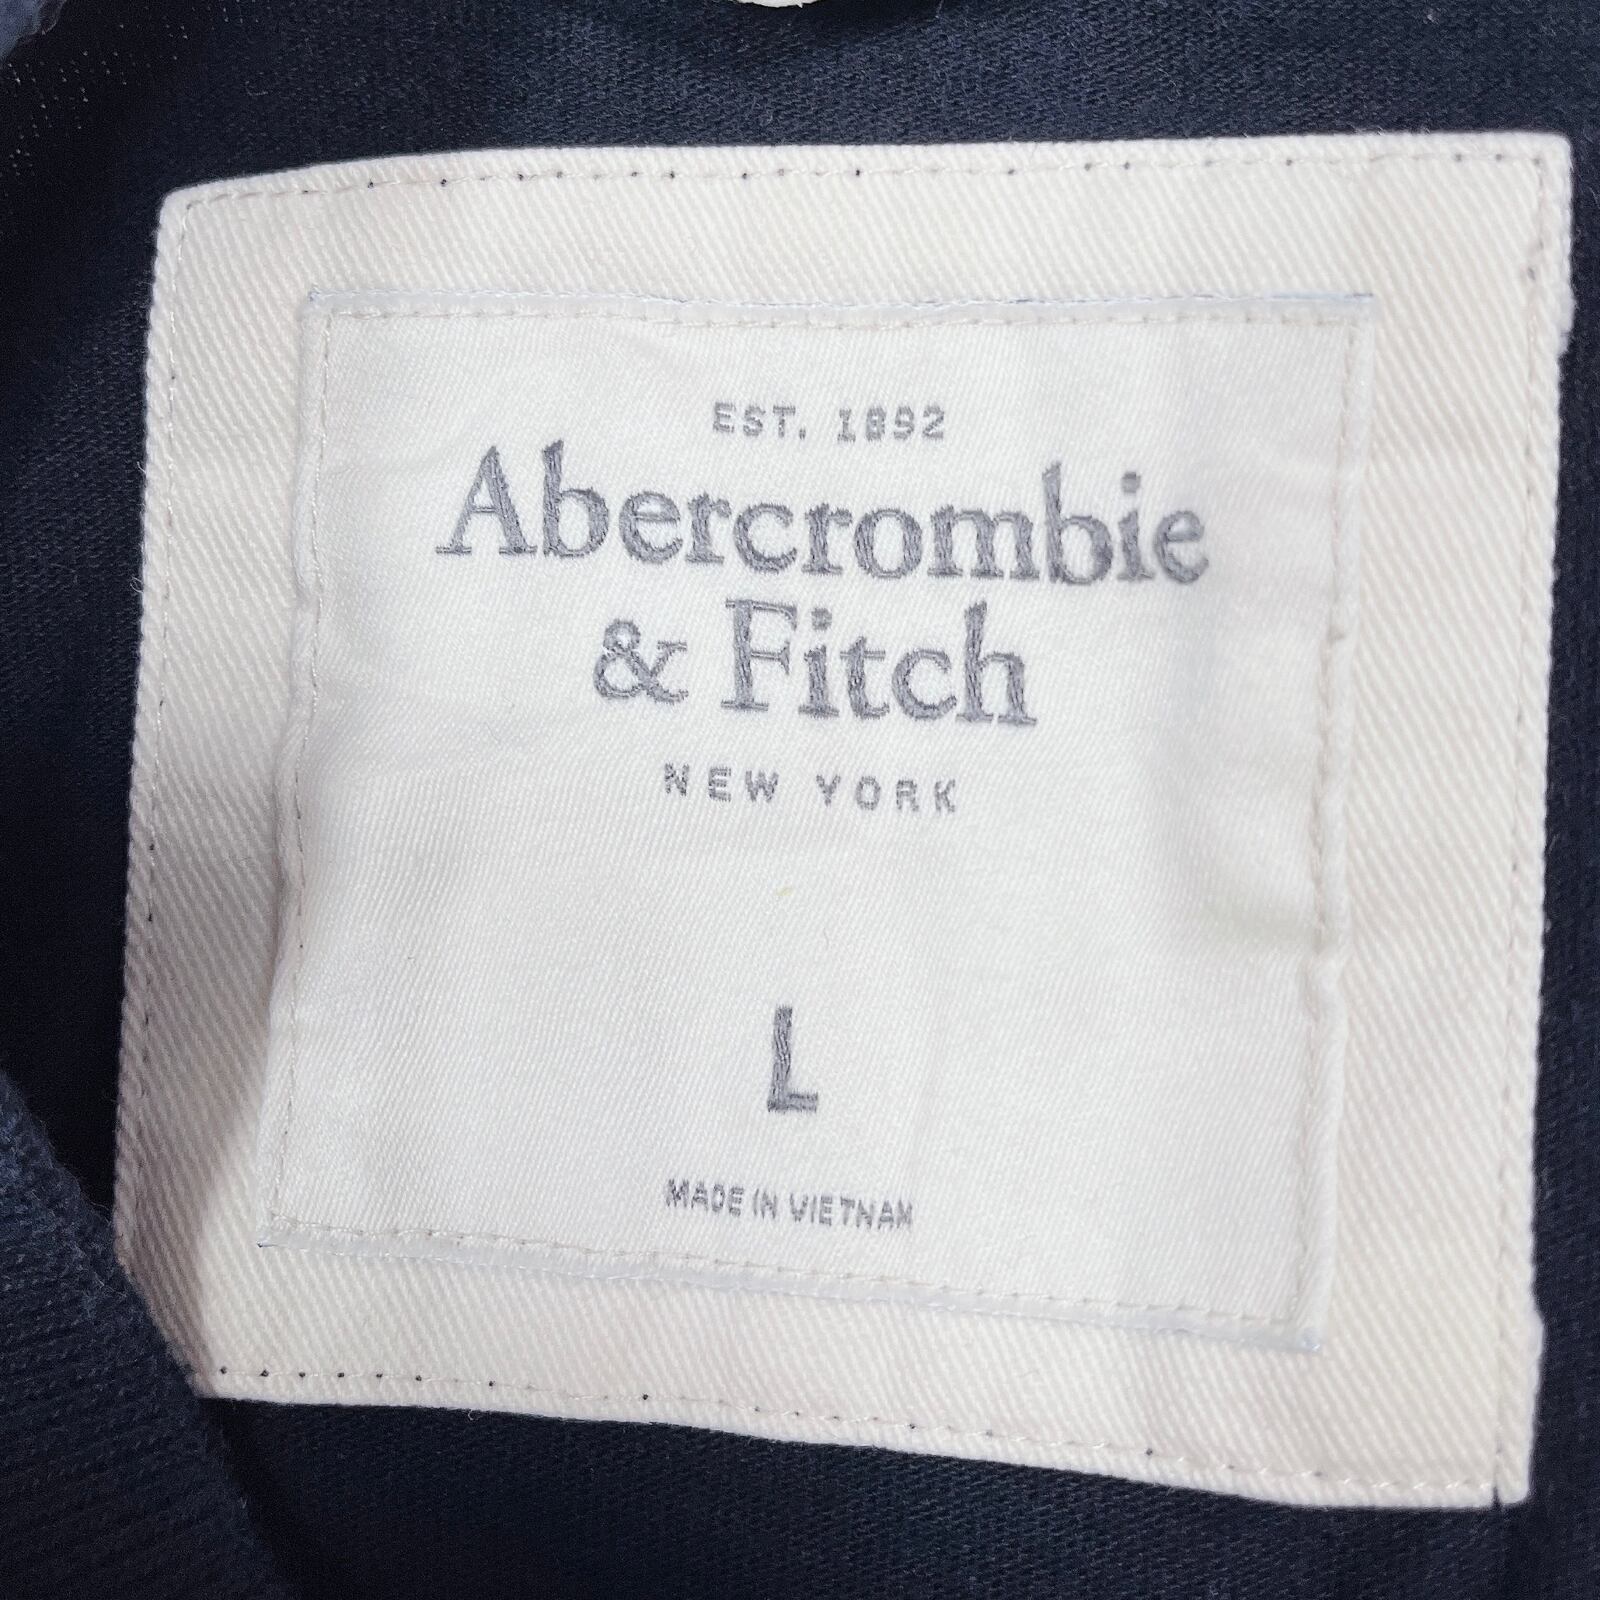 EST. 1892
Abercrombie
& Fitch
NEW YORK
L
MADE IN VIETNAM